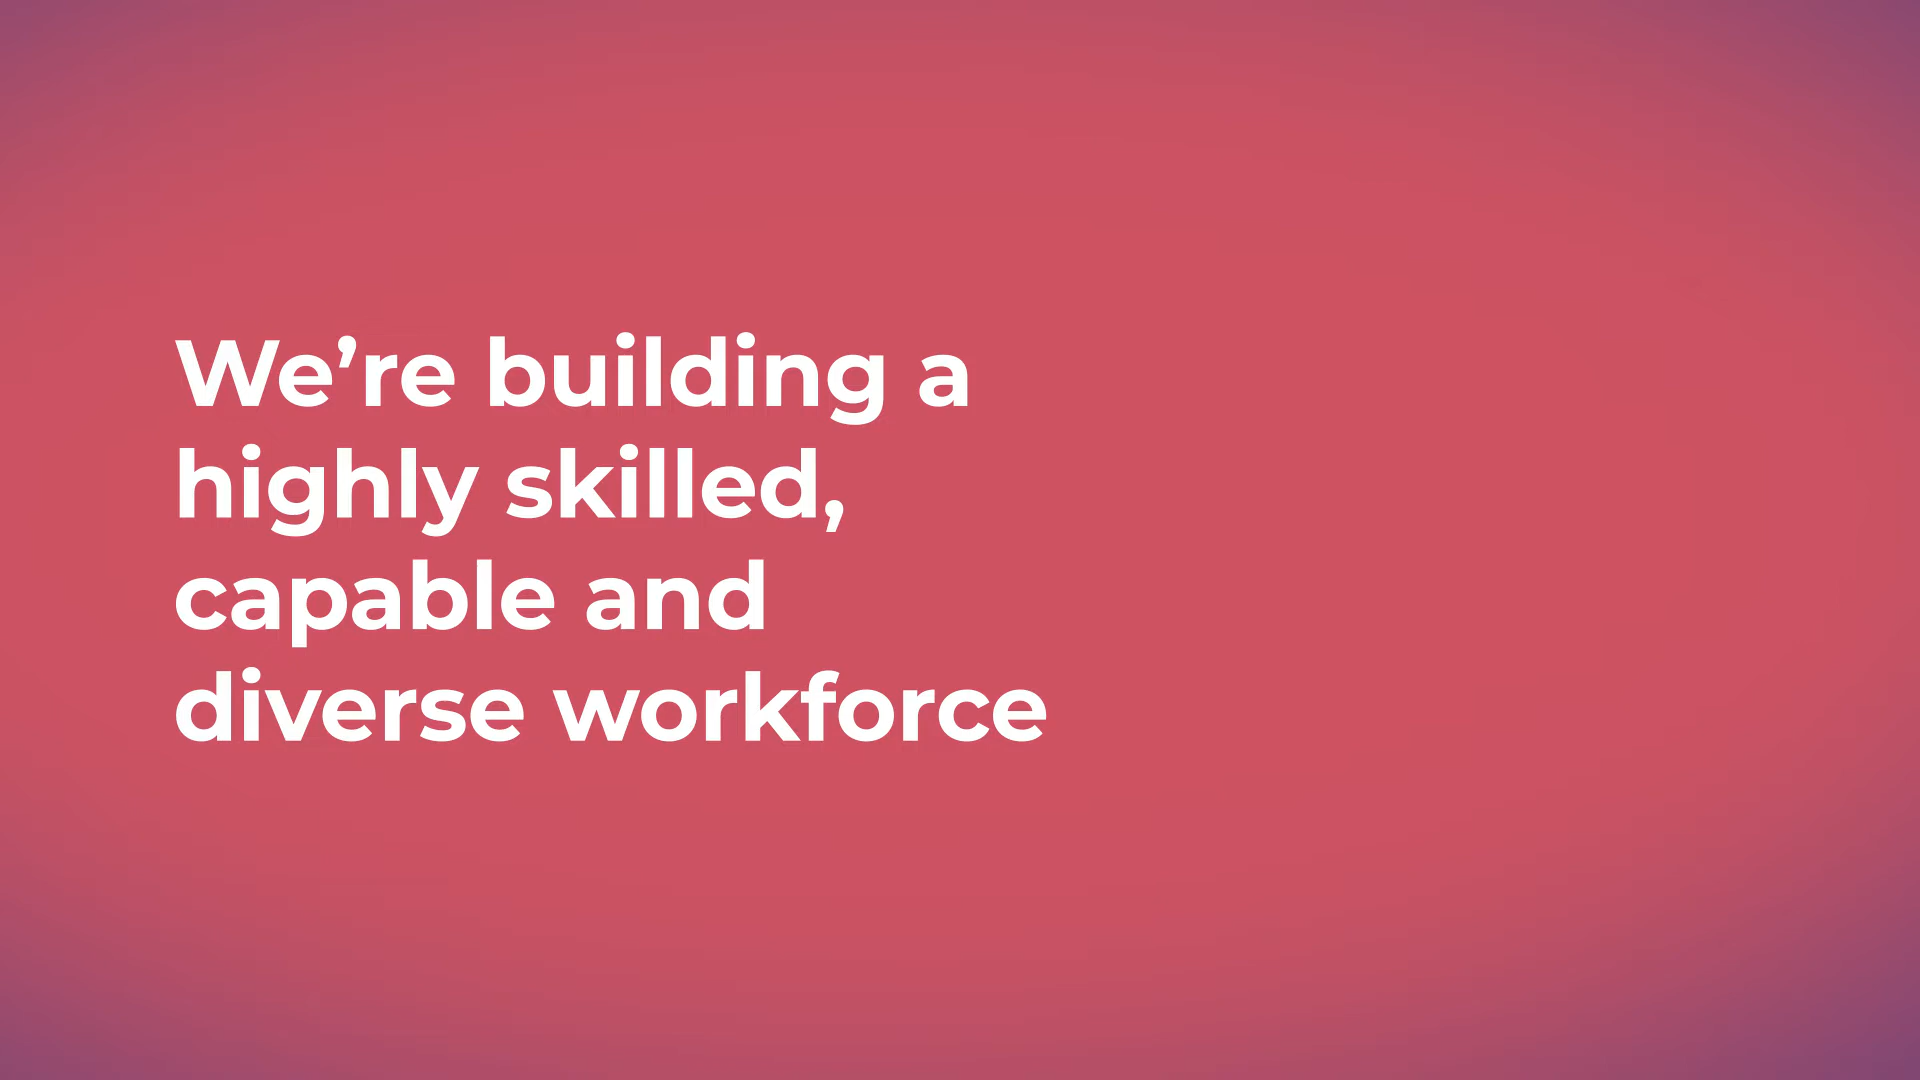 We’re building a
highly skilled,
capable and
diverse workforce